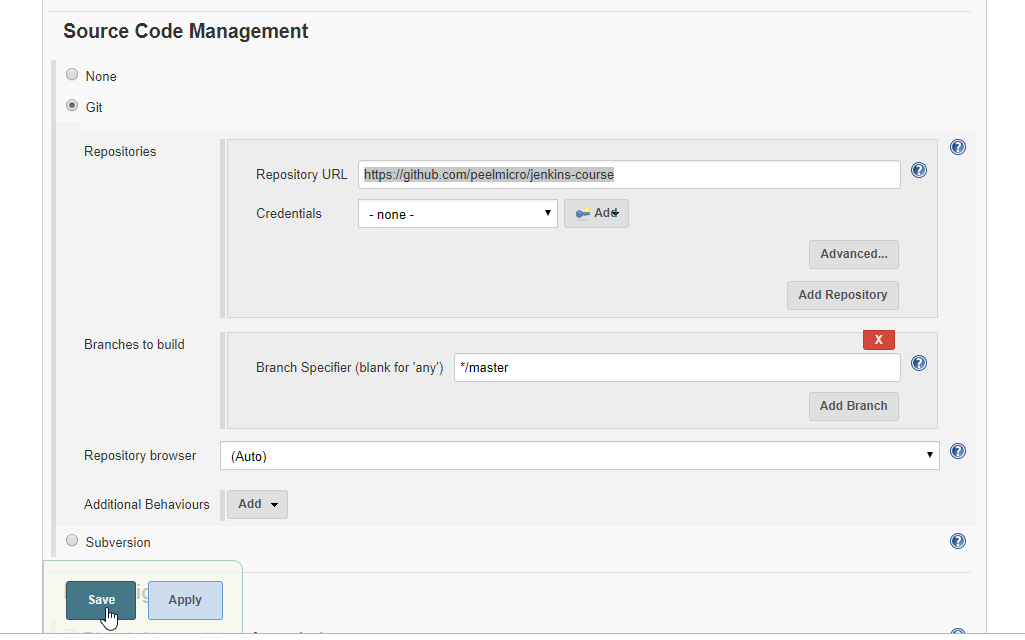 Source Code Management
None
Git
Repositories
Repository URL https://github.com/peelmicro/jenkins-course
Credentials - none - Add
Advanced...
Add Repository
Branches to build
X
Branch Specifier (blank for 'any') */master
Add Branch
Repository browser (Auto)
Additional Behaviours Add
Subversion
Save Apply